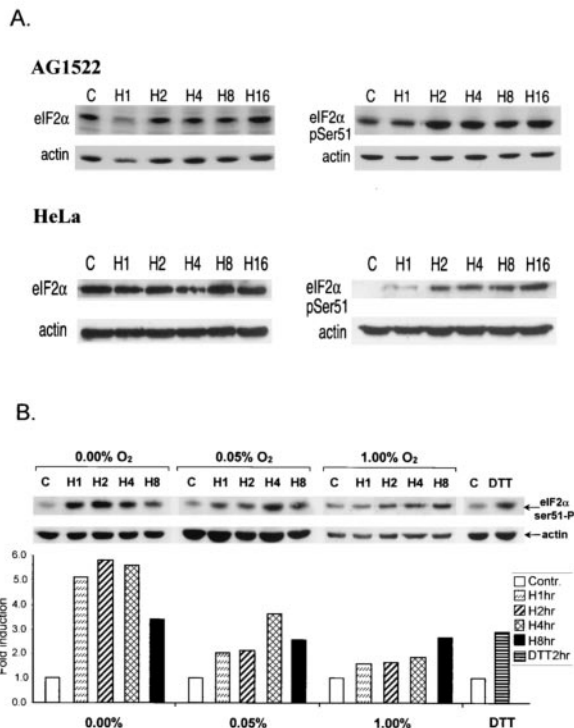 A.
AG1522
C H1 H2 H4 H8 H16
eIF2α
actin
C H1 H2 H4 H8 H16
eIF2α
pSer51
actin
HeLa
C H1 H2 H4 H8 H16
eIF2α
actin
C H1 H2 H4 H8 H16
eIF2α
pSer51
actin
B.
0.00% O₂ 0.05% O₂ 1.00% O₂
C H1 H2 H4 H8 C H1 H2 H4 H8 C H1 H2 H4 H8 C DTT
eIF2α
ser51-P
actin
Fold Induction
6.0
5.0
4.0
3.0
2.0
1.0
0.0
Contr.
H1hr
H2hr
H4hr
H8hr
DTT2hr
0.00% 0.05% 1.00% DTT